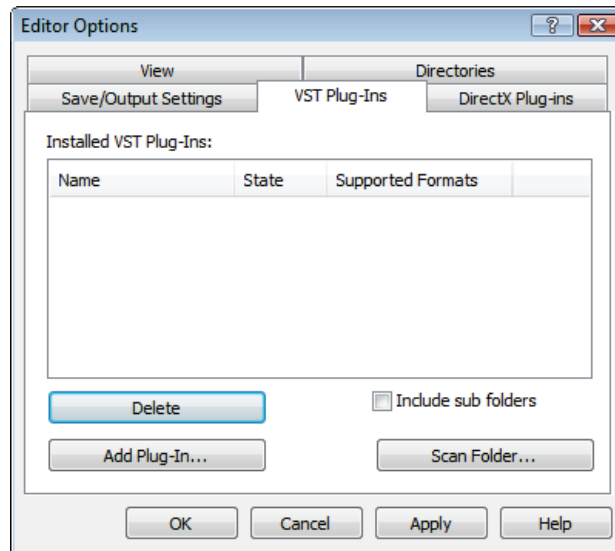 Editor Options
View Directories
Save/Output Settings VST Plug-Ins DirectX Plug-ins
Installed VST Plug-Ins:
Name State Supported Formats
Delete Include sub folders
Add Plug-In... Scan Folder...
OK Cancel Apply Help